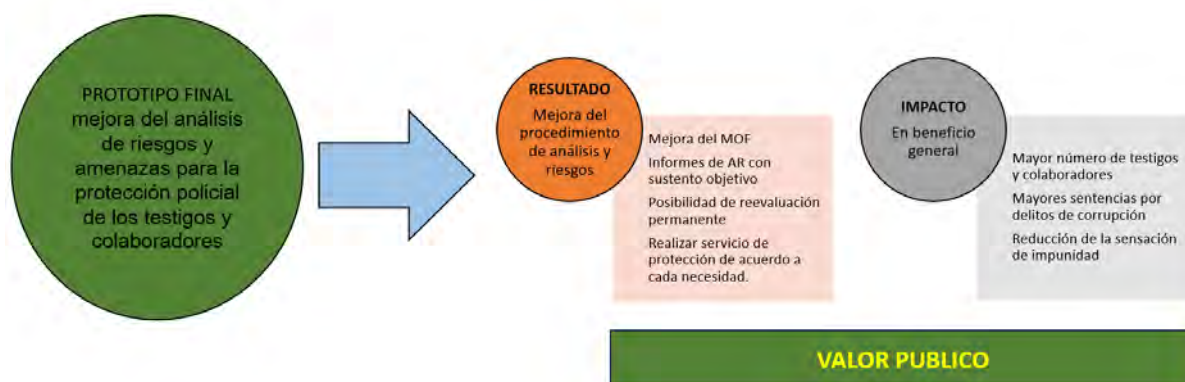 PROTOTIPO FINAL
mejora del análisis
de riesgos y
amenazas para la
protección policial
de los testigos y
colaboradores
RESULTADO
Mejora del
procedimiento
de análisis y
riesgos
Mejora del MOF
Informes de AR con
sustento objetivo
Posibilidad de reevaluación
permanente
Realizar servicio de
protección de acuerdo a
cada necesidad.
IMPACTO
En beneficio
general
Mayor número de testigos
y colaboradores
Mayores sentencias por
delitos de corrupción
Reducción de la sensación
de impunidad
VALOR PUBLICO